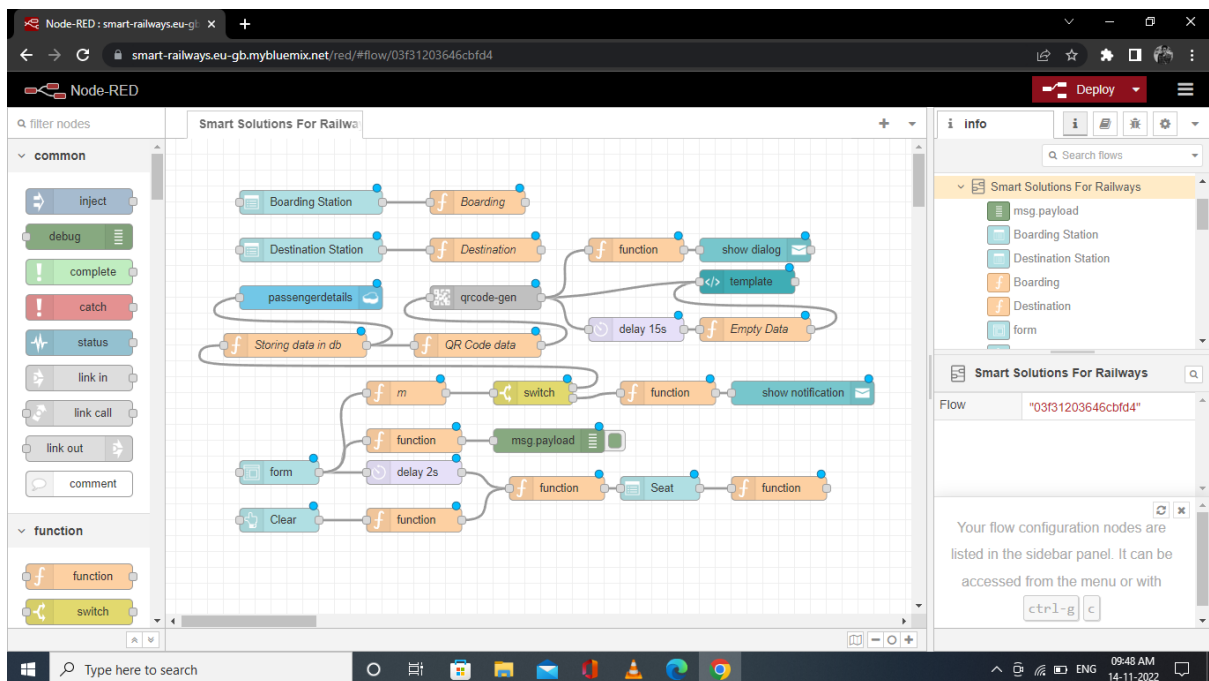 Node-RED : smart-railways.eu-gb
smart-railways.eu-gb.mybluemix.net/red/#flow/03f31203646cbfd4
Node-RED
Deploy
filter nodes
Smart Solutions For Railwa
i info
i
Search flows
common
inject
debug
complete
catch
status
link in
link call
link out
comment
function
function
switch
Boarding Station
Boarding
Destination Station
Destination
function
show dialog
passengerdetails
qrcode-gen
template
delay 15s
Empty Data
Storing data in db
QR Code data
m
switch
function
show notification
function
msg.payload
form
delay 2s
function
Seat
function
Clear
function
Smart Solutions For Railways
msg.payload
Boarding Station
Destination Station
Boarding
Destination
form
Smart Solutions For Railways
Flow "03f31203646cbfd4"
Your flow configuration nodes are
listed in the sidebar panel. It can be
accessed from the menu or with
ctrl-g c
Type here to search
ENG
09:48 AM
14-11-2022